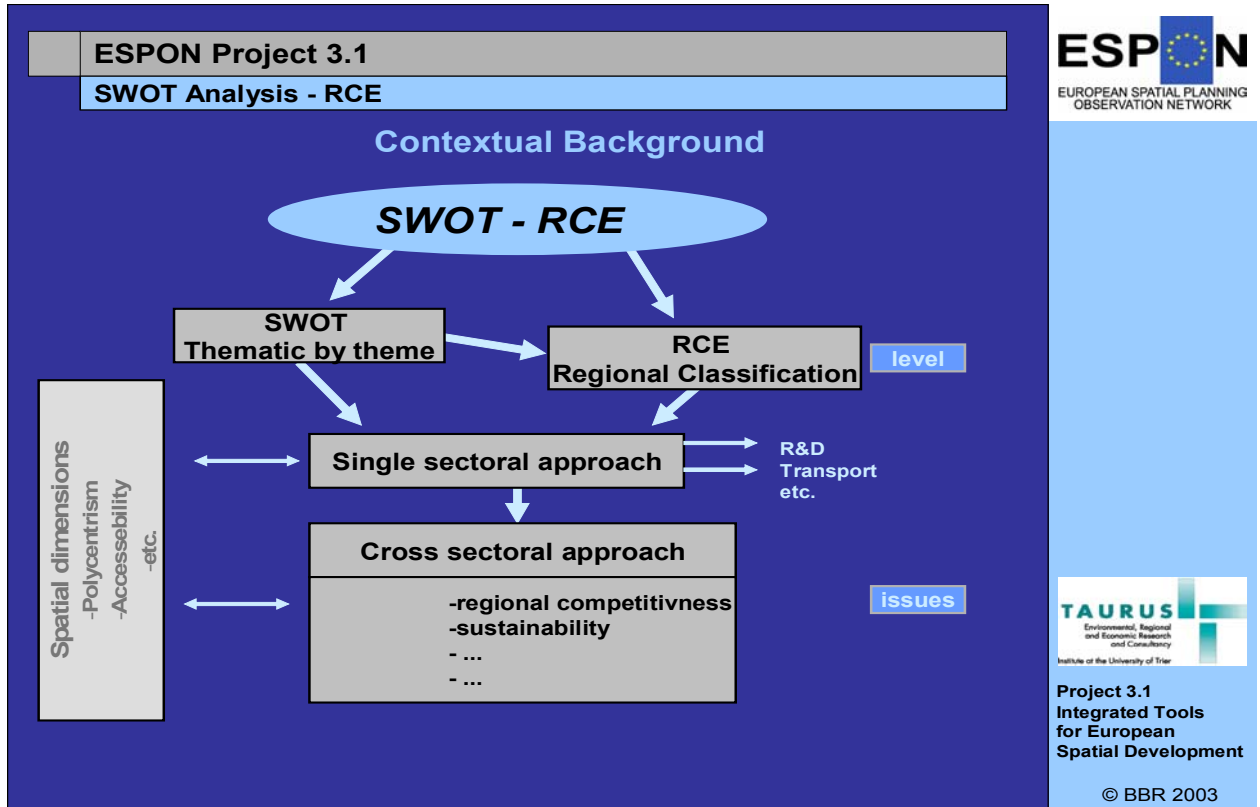 ESPON Project 3.1
SWOT Analysis - RCE
Contextual Background
SWOT - RCE
SWOT
Thematic by theme
RCE
Regional Classification
level
Single sectoral approach
R&D
Transport
etc.
Cross sectoral approach
-regional competitivness
-sustainability
- ...
- ...
issues
Spatial dimensions
-Polycentrism
-Accessebility
-etc.
ESPON
EUROPEAN SPATIAL PLANNING
OBSERVATION NETWORK
TAURUS
Environmental, Regional
and Economic Research
and Consultancy
Institute at the University of Trier
Project 3.1
Integrated Tools
for European
Spatial Development
© BBR 2003